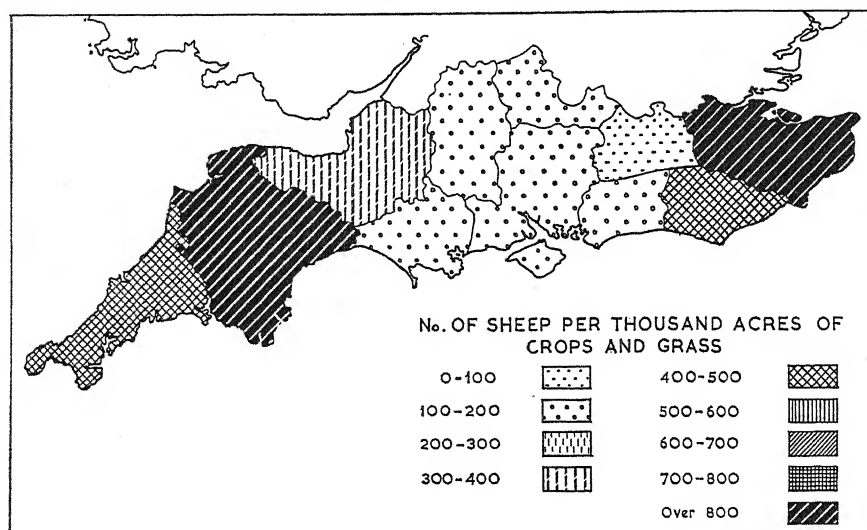 No. OF SHEEP PER THOUSAND ACRES OF
CROPS AND GRASS
0-100
400-500
100-200
500-600
200-300
600-700
300-400
700-800
Over 800